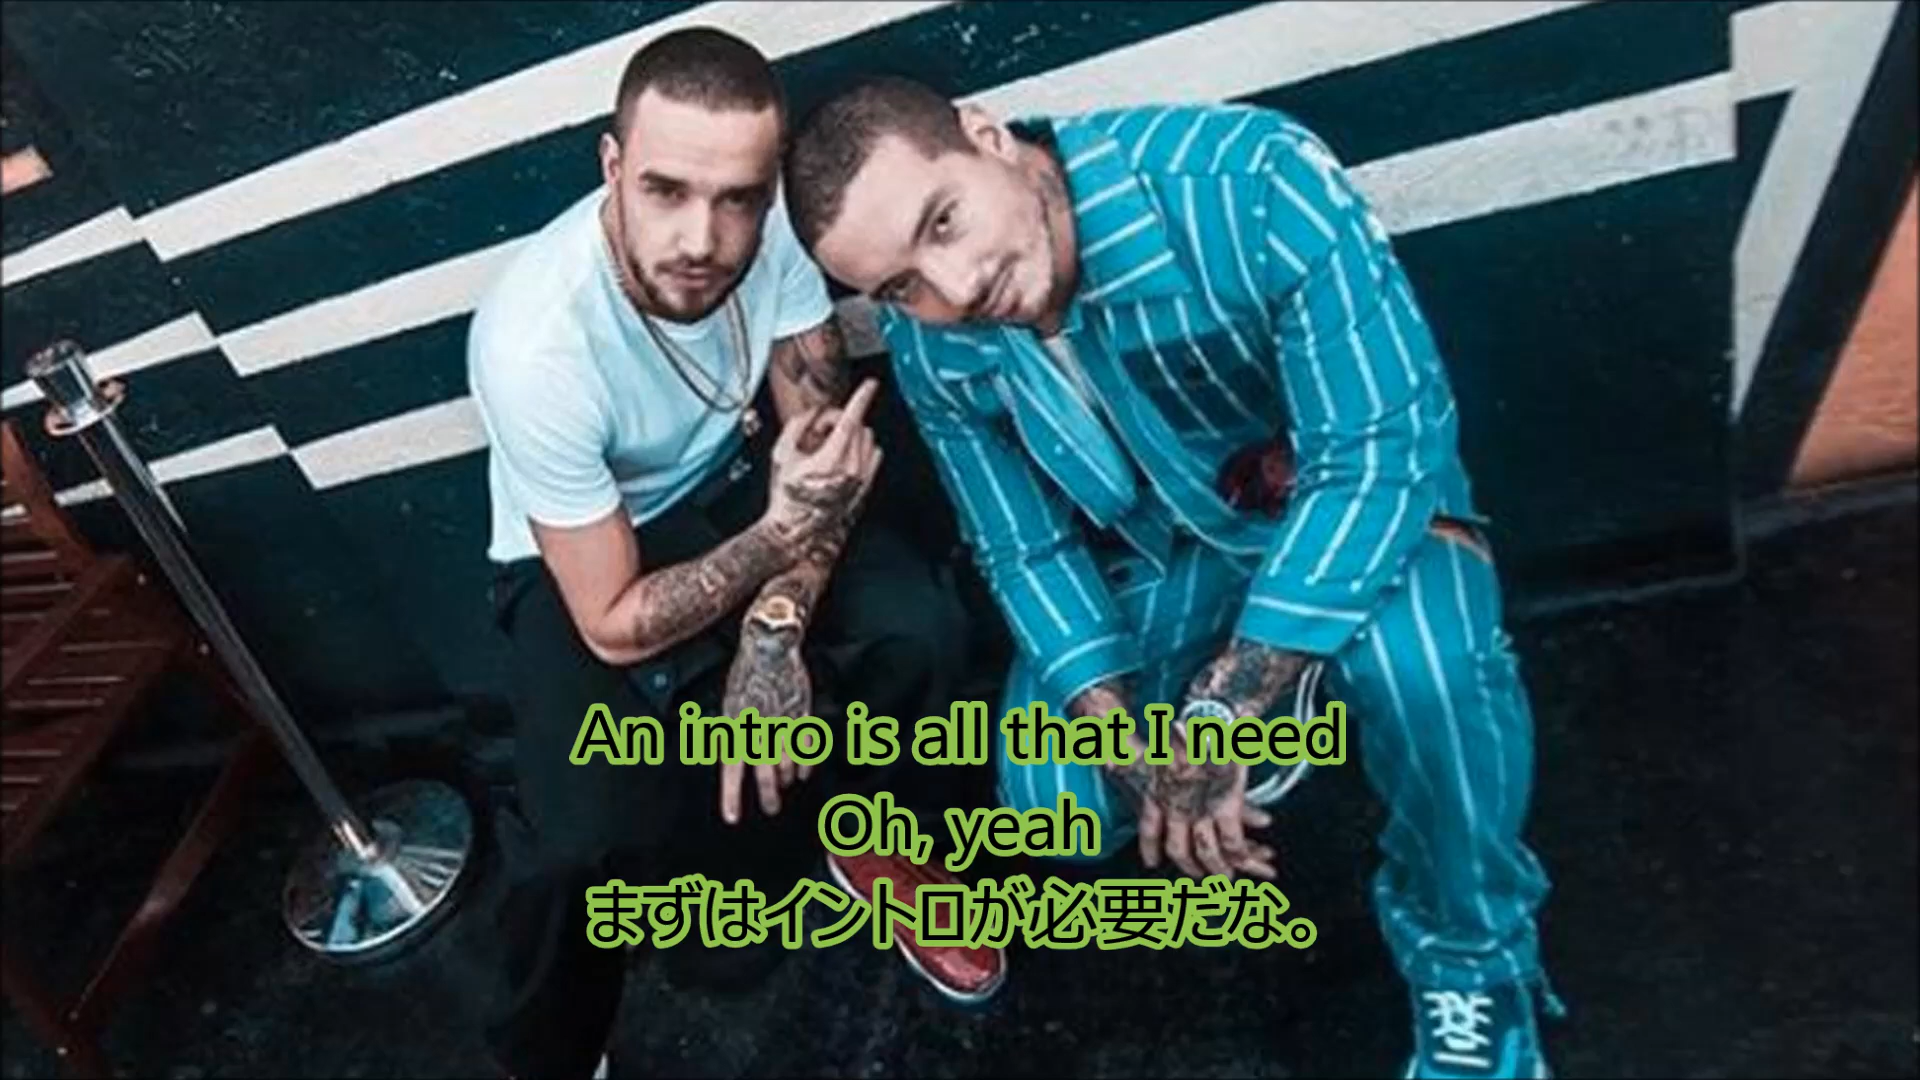 An intro is all that I need
Oh, yeah
まずはイントロが必要だな。